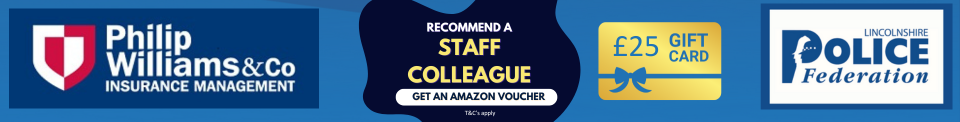 Philip
Williams & Co
INSURANCE MANAGEMENT
RECOMMEND A
STAFF
COLLEAGUE
GET AN AMAZON VOUCHER
T&C's apply
£25 GIFT
CARD
LINCOLNSHIRE
POLICE
Federation